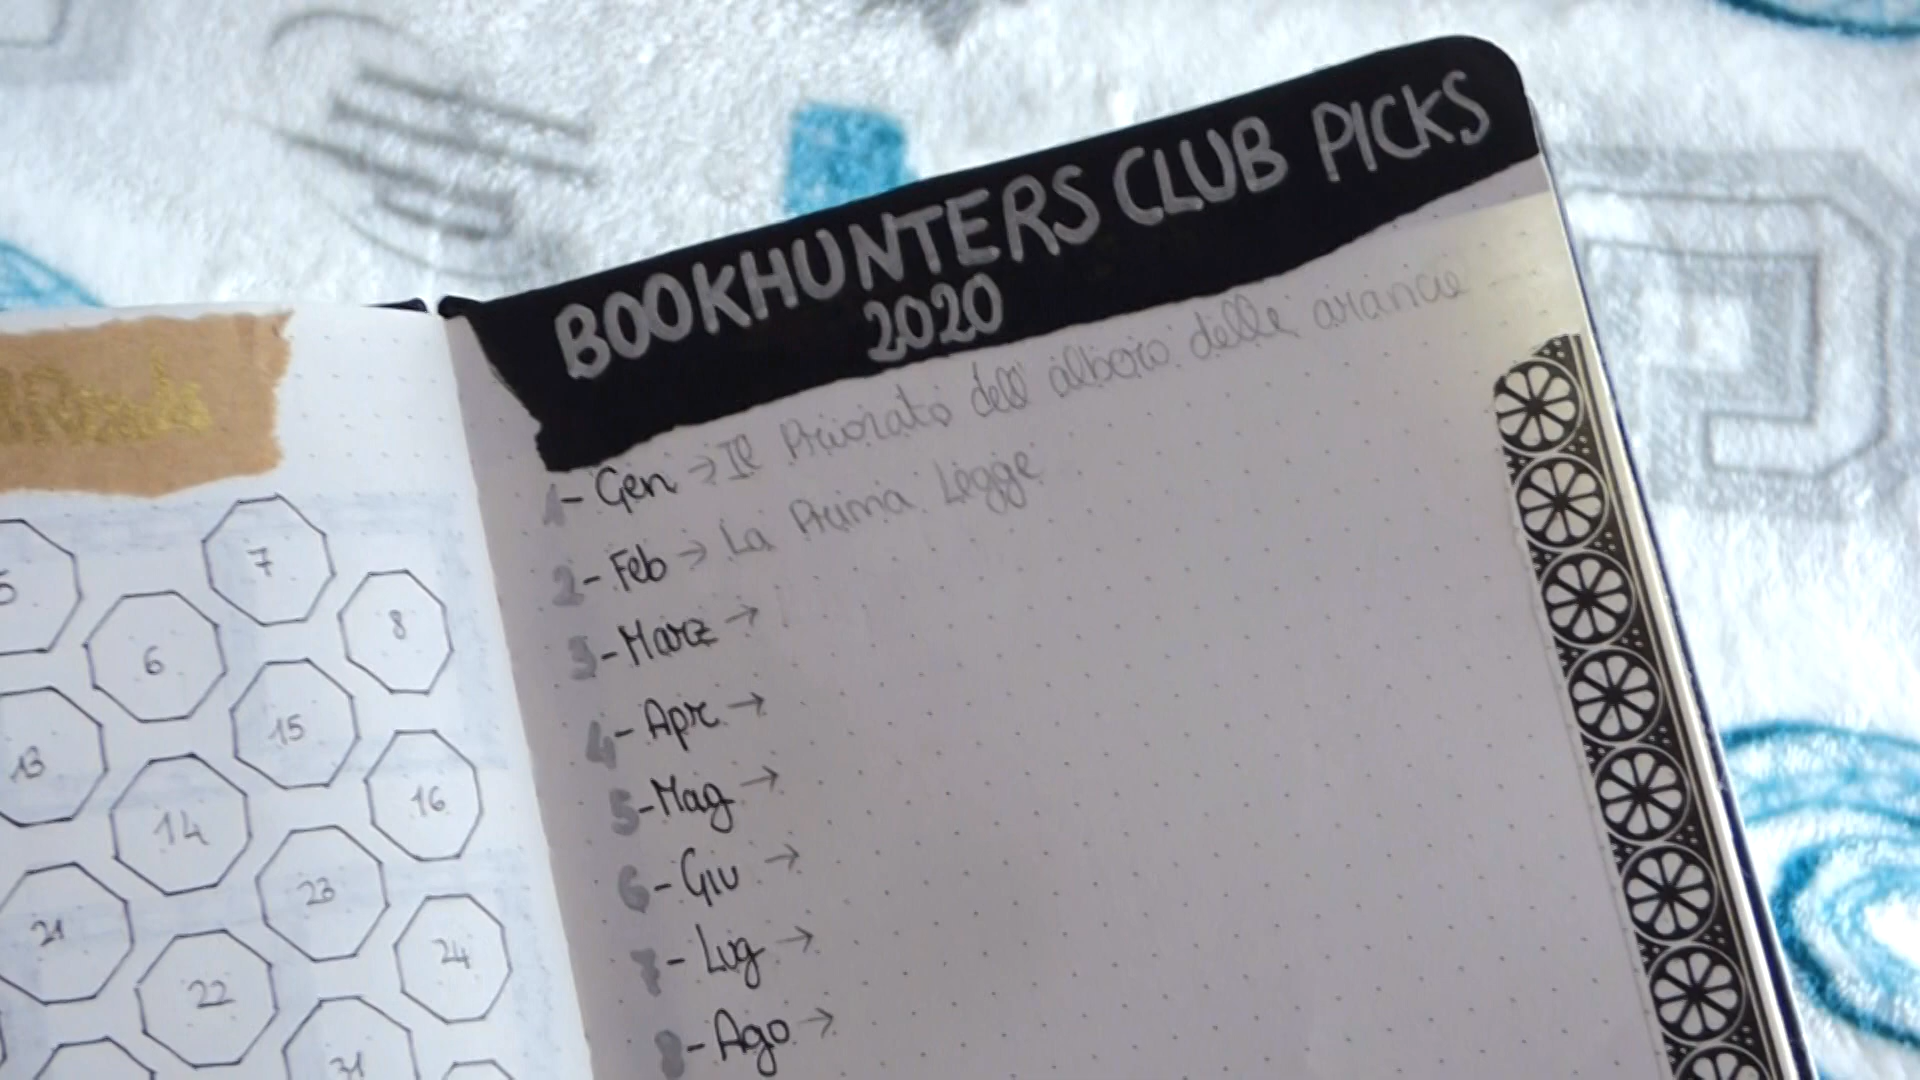 BOOKHUNTERS CLUB PICKS
2020
1- Gen → Il Priorato dell albero delle arance
2- Feb → La Prima Legge
3- Marz →
4- Apr →
5- Mag →
6- Giu →
7- Lug →
8- Ago →
5
7
6
8
13
15
14
16
21
23
22
24
31